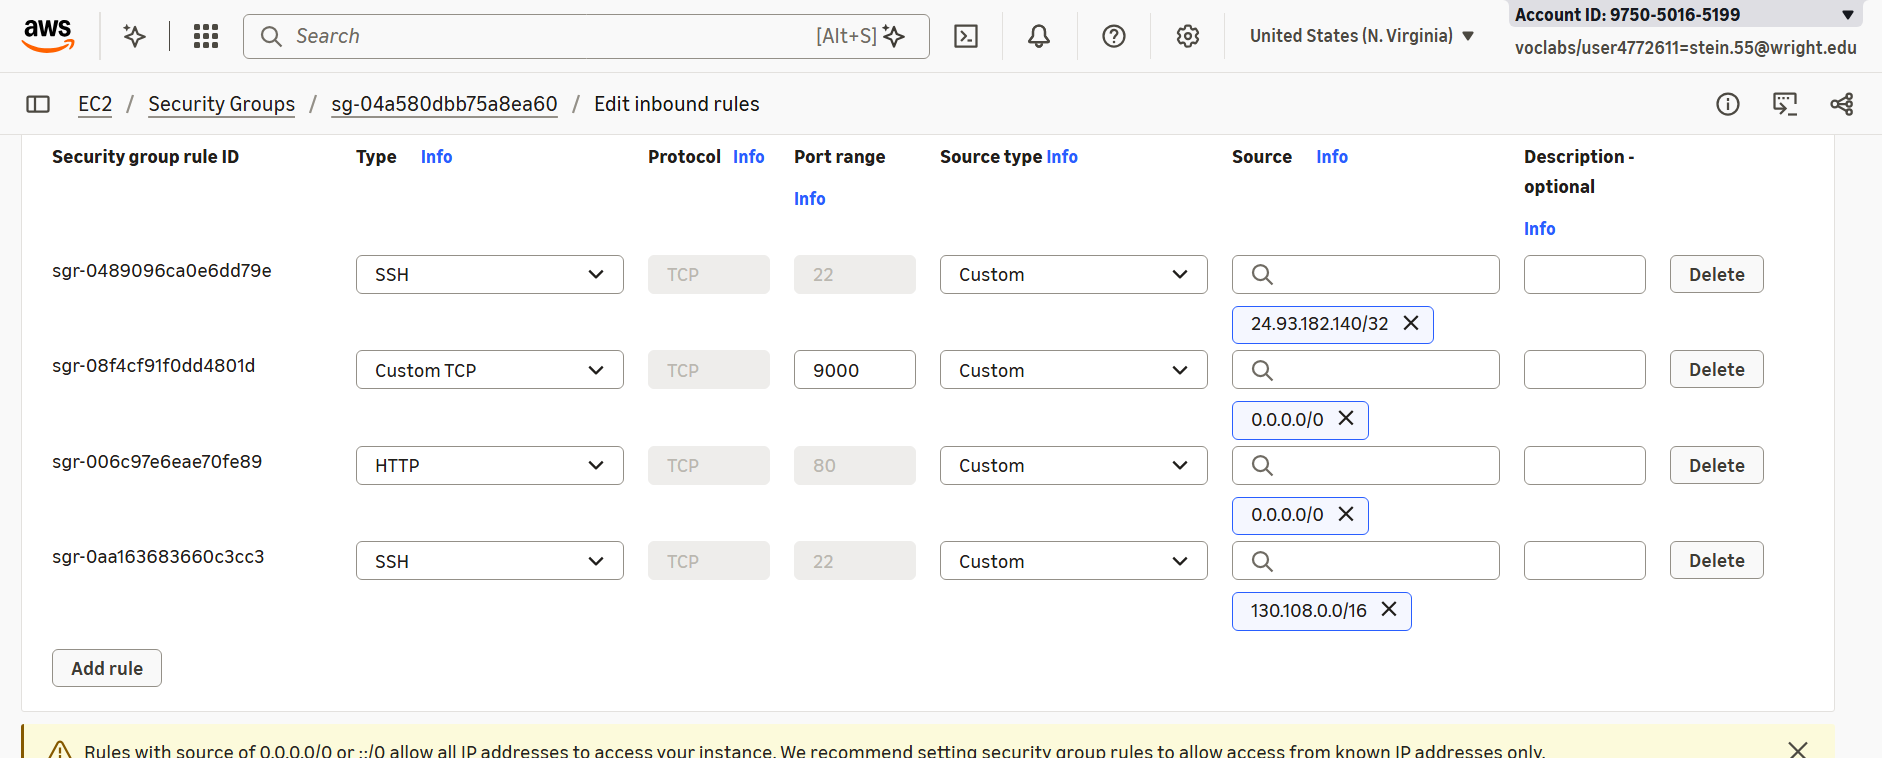 aws
Search
[Alt+S]
United States (N. Virginia)
Account ID: 9750-5016-5199
voclabs/user4772611=stein.55@wright.edu
EC2 / Security Groups / sg-04a580dbb75a8ea60 / Edit inbound rules
Security group rule ID
Type Info
Protocol Info
Port range
Info
Source type Info
Source Info
Description -
optional
Info
sgr-0489096ca0e6dd79e SSH TCP 22 Custom Delete
24.93.182.140/32
sgr-08f4cf91f0dd4801d Custom TCP TCP 9000 Custom Delete
0.0.0.0/0
sgr-006c97e6eae70fe89 HTTP TCP 80 Custom Delete
0.0.0.0/0
sgr-0aa163683660c3cc3 SSH TCP 22 Custom Delete
130.108.0.0/16
Add rule
Rules with source of 0.0.0.0/0 or ::/0 allow all IP addresses to access your instance. We recommend setting security group rules to allow access from known IP addresses only.